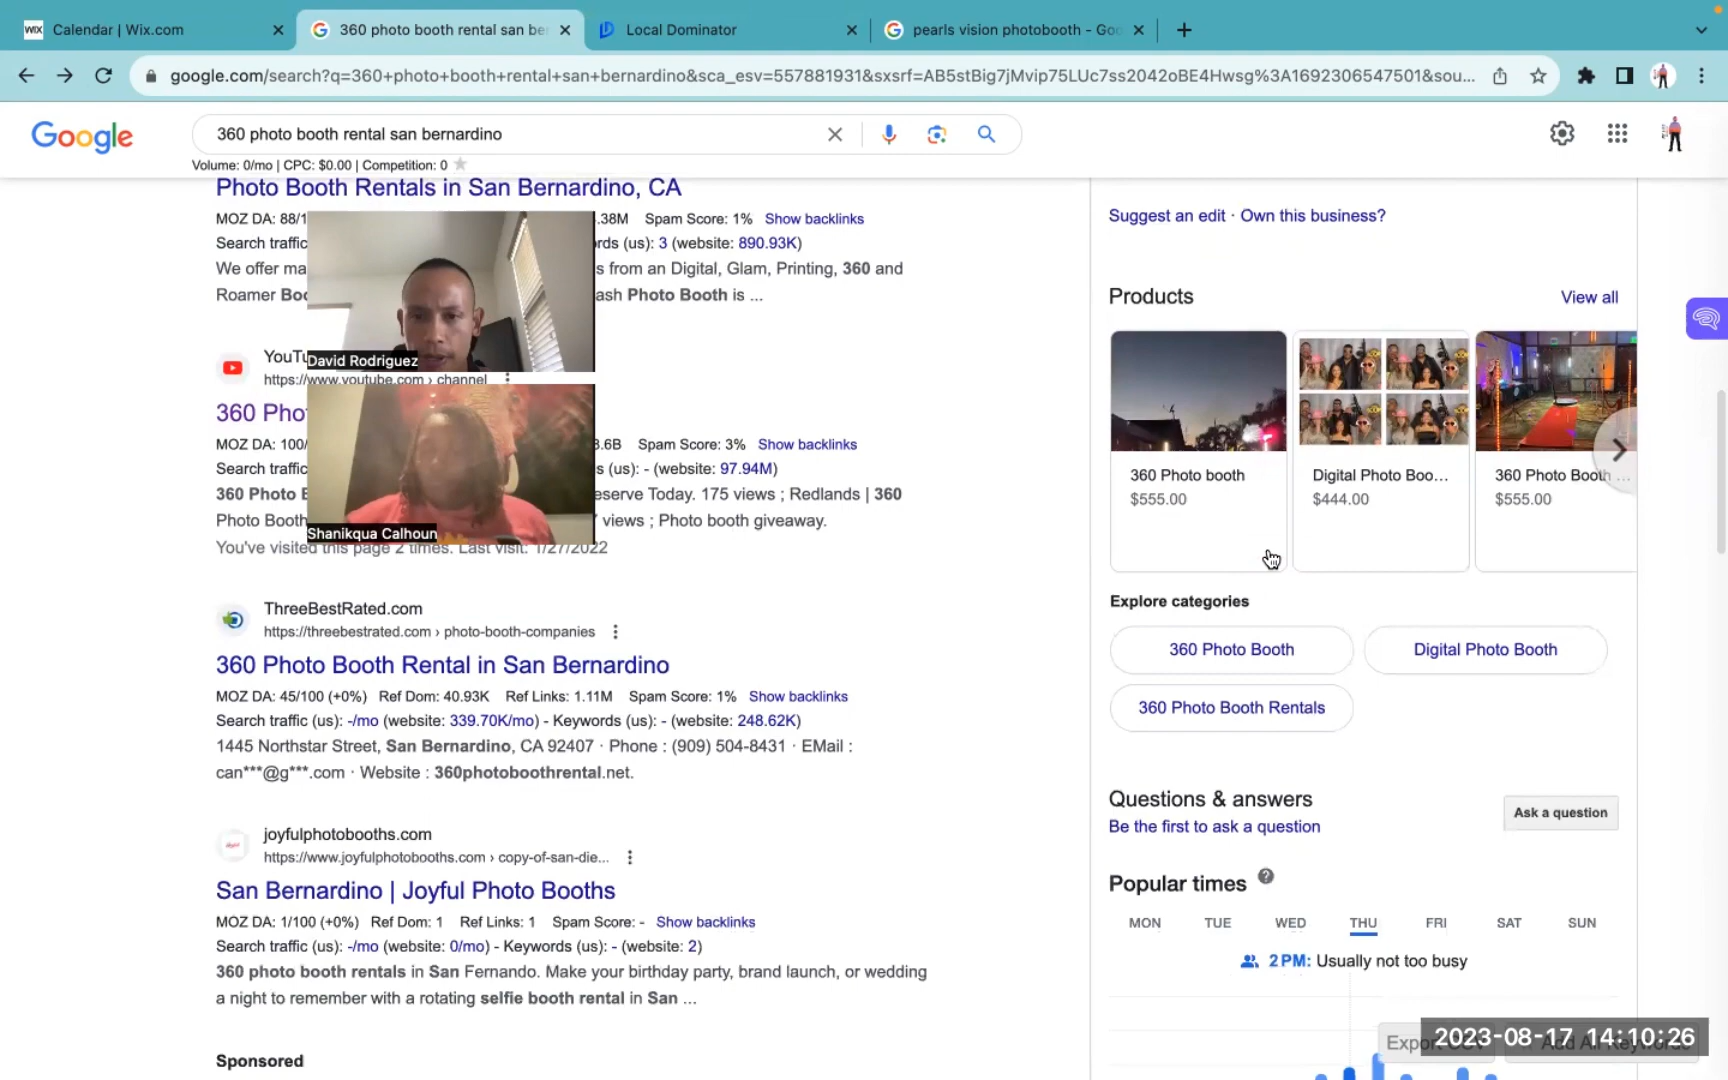 Calendar | Wix.com
360 photo booth rental san ber
Local Dominator
pearls vision photobooth - Goo
google.com/search?q=360+photo+booth+rental+san+bernardino&sca_esv=557881931&sxsrf=AB5stBig7jMvip75LUc7ss2042oBE4Hwsg%3A1692306547501&sou...
Google
360 photo booth rental san bernardino
Volume: 0/mo | CPC: $0.00 | Competition: 0
Photo Booth Rentals in San Bernardino, CA
MOZ DA: 88/1
.38M Spam Score: 1% Show backlinks
Search traffic
rds (us): 3 (website: 890.93K)
We offer ma
s from an Digital, Glam, Printing, 360 and
Roamer Boo
ash Photo Booth is ...
David Rodriguez
YouTu
https://www.youtube.com › channel
360 Phot
MOZ DA: 100/
3.6B Spam Score: 3% Show backlinks
Search traffic
s (us): - (website: 97.94M)
360 Photo B
eserve Today. 175 views ; Redlands | 360
Photo Booth
views ; Photo booth giveaway.
Shanikqua Calhoun
You've visited this page 2 times. Last visit: 1/27/2022
ThreeBestRated.com
https://threebestrated.com › photo-booth-companies
360 Photo Booth Rental in San Bernardino
MOZ DA: 45/100 (+0%) Ref Dom: 40.93K Ref Links: 1.11M Spam Score: 1% Show backlinks
Search traffic (us): -/mo (website: 339.70K/mo) - Keywords (us): - (website: 248.62K)
1445 Northstar Street, San Bernardino, CA 92407 · Phone : (909) 504-8431 · EMail :
can***@g***.com · Website : 360photoboothrental.net.
joyfulphotobooths.com
https://www.joyfulphotobooths.com › copy-of-san-die...
San Bernardino | Joyful Photo Booths
MOZ DA: 1/100 (+0%) Ref Dom: 1 Ref Links: 1 Spam Score: - Show backlinks
Search traffic (us): -/mo (website: 0/mo) - Keywords (us): - (website: 2)
360 photo booth rentals in San Fernando. Make your birthday party, brand launch, or wedding
a night to remember with a rotating selfie booth rental in San ...
Sponsored
Suggest an edit · Own this business?
Products
View all
360 Photo booth
$555.00
Digital Photo Boo...
$444.00
360 Photo Booth ...
$555.00
Explore categories
360 Photo Booth
Digital Photo Booth
360 Photo Booth Rentals
Questions & answers
Ask a question
Be the first to ask a question
Popular times
MON TUE WED THU FRI SAT SUN
2 PM: Usually not too busy
2023-08-17 14:10:26